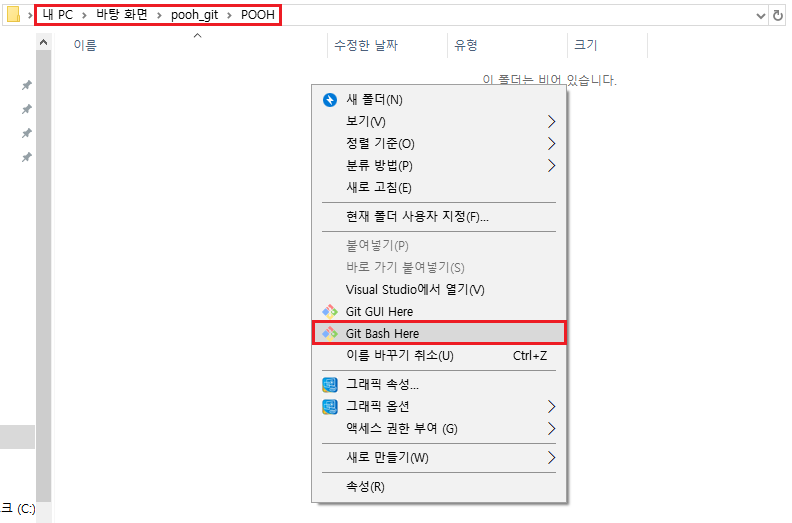 내 PC > 바탕 화면 > pooh_git > POOH
이름 수정한 날짜 유형 크기
이 폴더는 비어 있습니다.
새 폴더(N)
보기(V)
정렬 기준(O)
분류 방법(P)
새로 고침(E)
현재 폴더 사용자 지정(F)...
붙여넣기(P)
바로 가기 붙여넣기(S)
Visual Studio에서 열기(V)
Git GUI Here
Git Bash Here
이름 바꾸기 취소(U) Ctrl+Z
그래픽 속성...
그래픽 옵션
액세스 권한 부여 (G)
새로 만들기(W)
속성(R)
크 (C:)